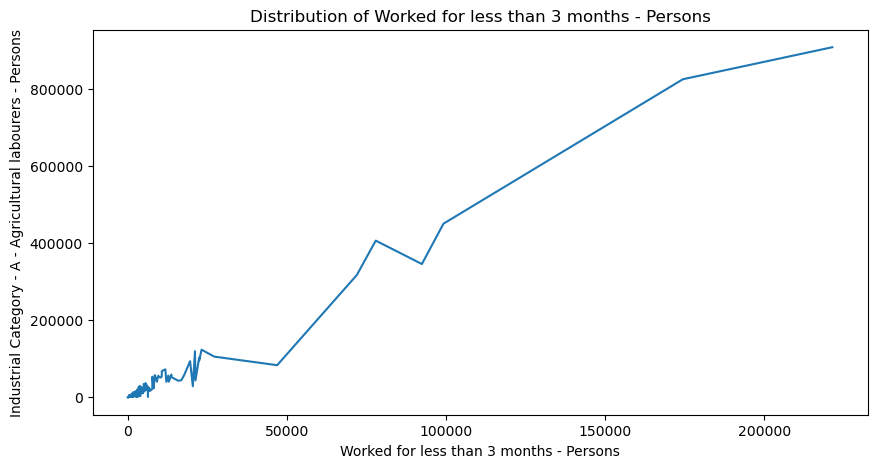 Distribution of Worked for less than 3 months - Persons
Industrial Category - A - Agricultural labourers - Persons
800000
600000
400000
200000
0
0 50000 100000 150000 200000
Worked for less than 3 months - Persons